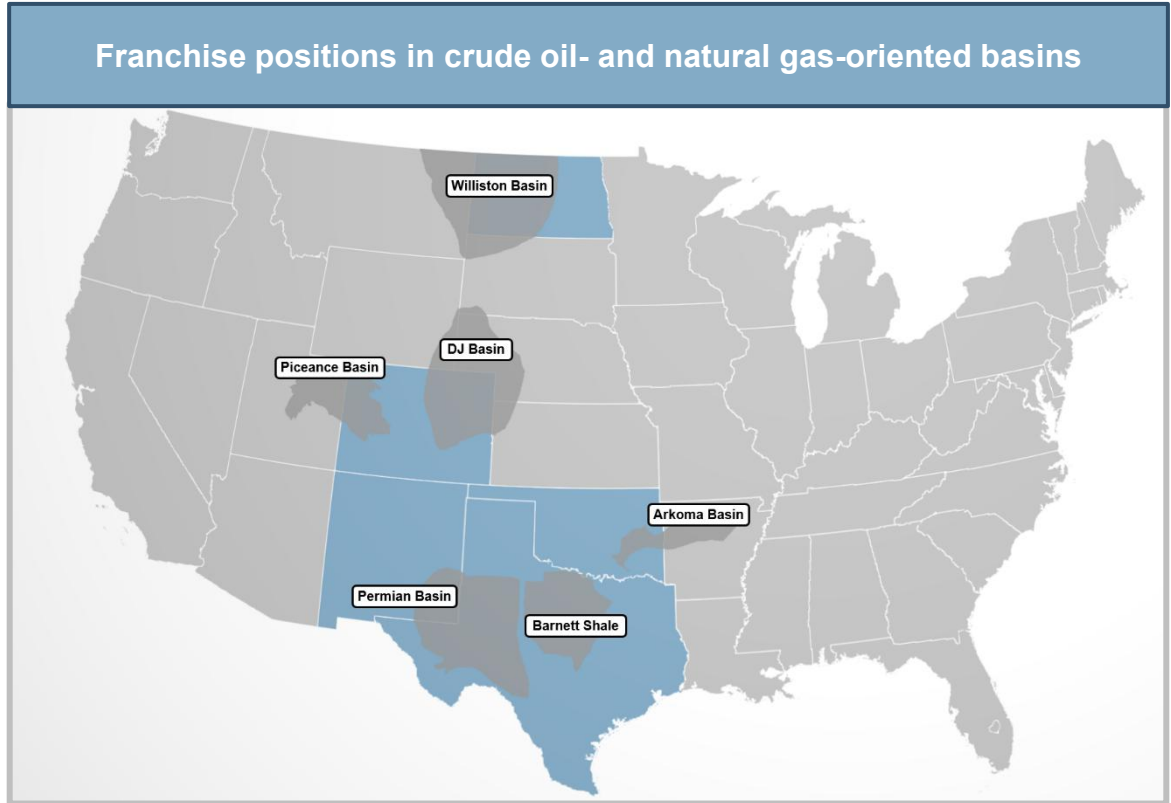 Franchise positions in crude oil- and natural gas-oriented basins
Williston Basin
DJ Basin
Piceance Basin
Arkoma Basin
Permian Basin
Barnett Shale